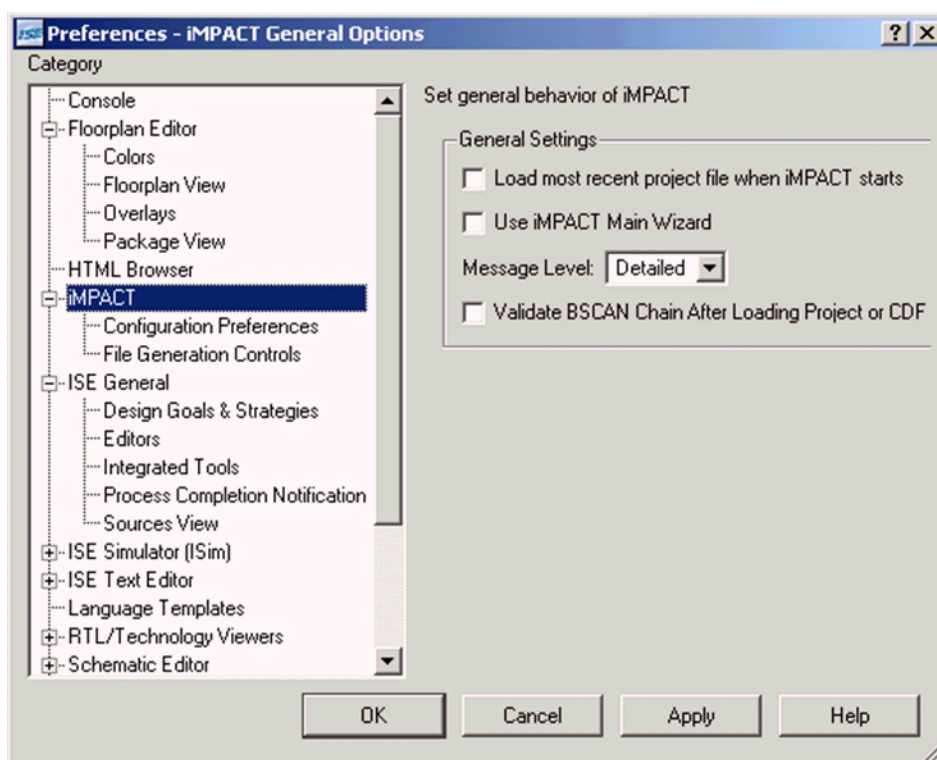 ISE Preferences - iMPACT General Options
Category
Console
Floorplan Editor
Colors
Floorplan View
Overlays
Package View
HTML Browser
iMPACT
Configuration Preferences
File Generation Controls
ISE General
Design Goals & Strategies
Editors
Integrated Tools
Process Completion Notification
Sources View
ISE Simulator (ISim)
ISE Text Editor
Language Templates
RTL/Technology Viewers
Schematic Editor
Set general behavior of iMPACT
General Settings
Load most recent project file when iMPACT starts
Use iMPACT Main Wizard
Message Level: Detailed
Validate BSCAN Chain After Loading Project or CDF
OK Cancel Apply Help